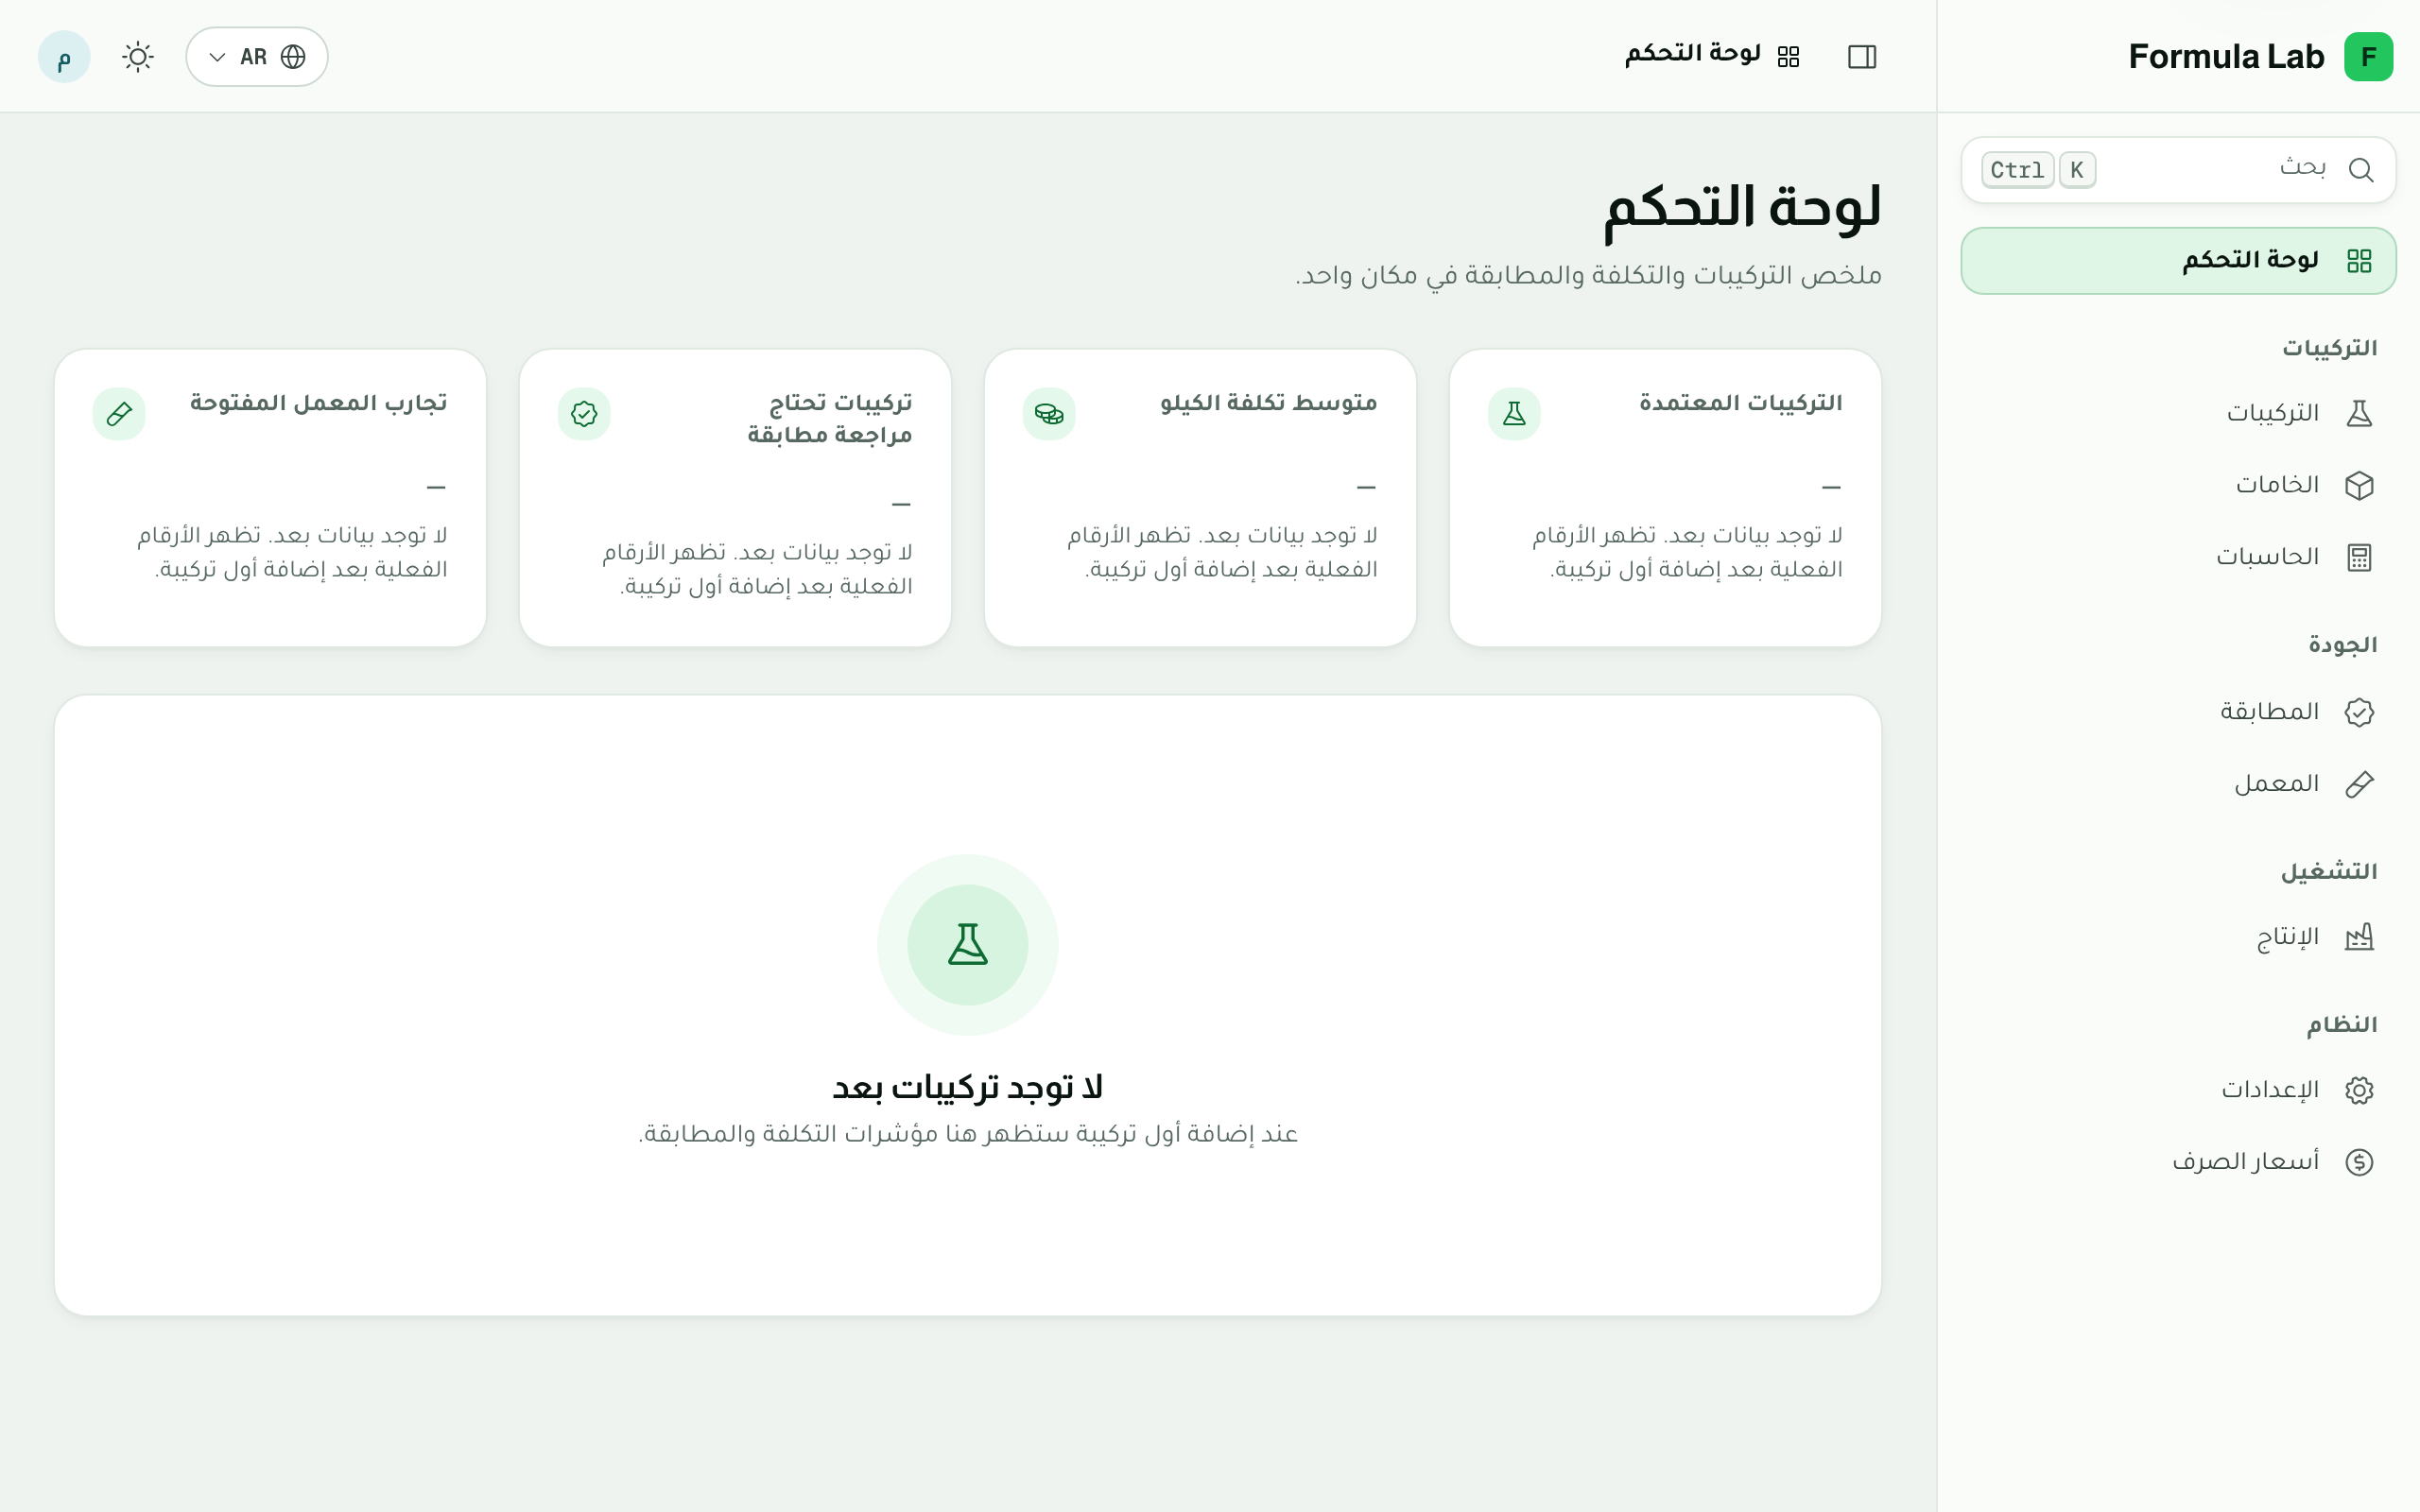 F Formula Lab
بحث
Ctrl K
لوحة التحكم
التركيبات
التركيبات
الخامات
الحاسبات
الجودة
المطابقة
المعمل
التشغيل
الإنتاج
النظام
الإعدادات
أسعار الصرف
لوحة التحكم
AR
م
لوحة التحكم
ملخص التركيبات والتكلفة والمطابقة في مكان واحد.
التركيبات المعتمدة
—
لا توجد بيانات بعد. تظهر الأرقام
الفعلية بعد إضافة أول تركيبة.
متوسط تكلفة الكيلو
—
لا توجد بيانات بعد. تظهر الأرقام
الفعلية بعد إضافة أول تركيبة.
تركيبات تحتاج
مراجعة مطابقة
—
لا توجد بيانات بعد. تظهر الأرقام
الفعلية بعد إضافة أول تركيبة.
تجارب المعمل المفتوحة
—
لا توجد بيانات بعد. تظهر الأرقام
الفعلية بعد إضافة أول تركيبة.
لا توجد تركيبات بعد
عند إضافة أول تركيبة ستظهر هنا مؤشرات التكلفة والمطابقة.